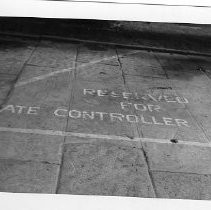 RESERVED
FOR
ATE CONTROLLER